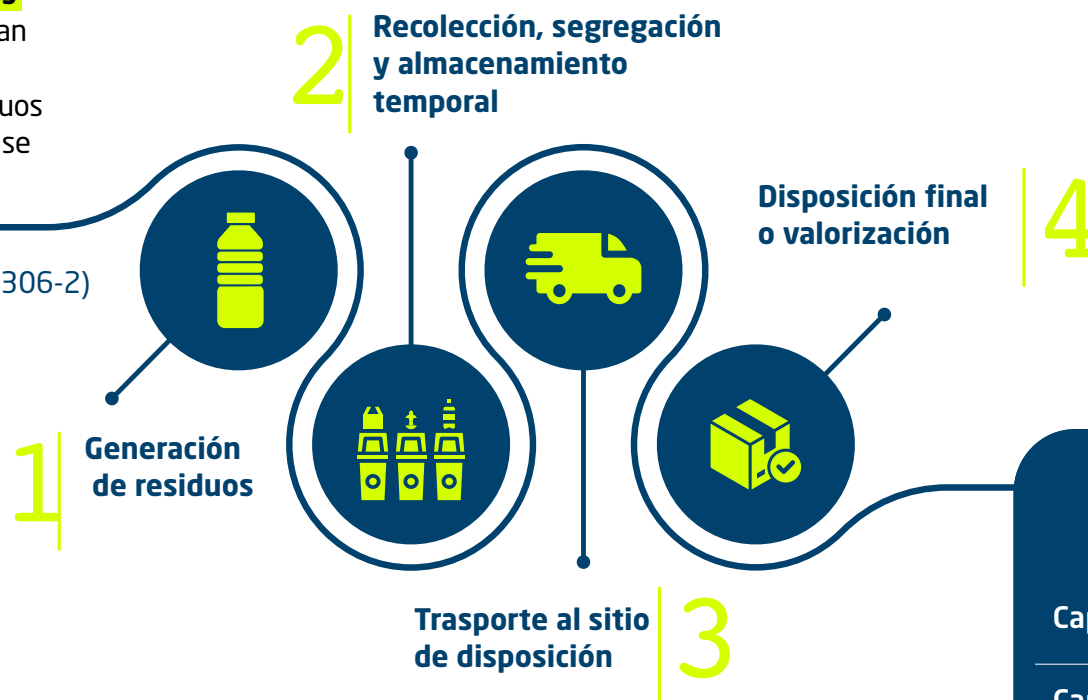 uos
se
306-2)
1
Generación
de residuos
2
Recolección, segregación
y almacenamiento
temporal
Trasporte al sitio
de disposición
3
Disposición final
o valorización
4